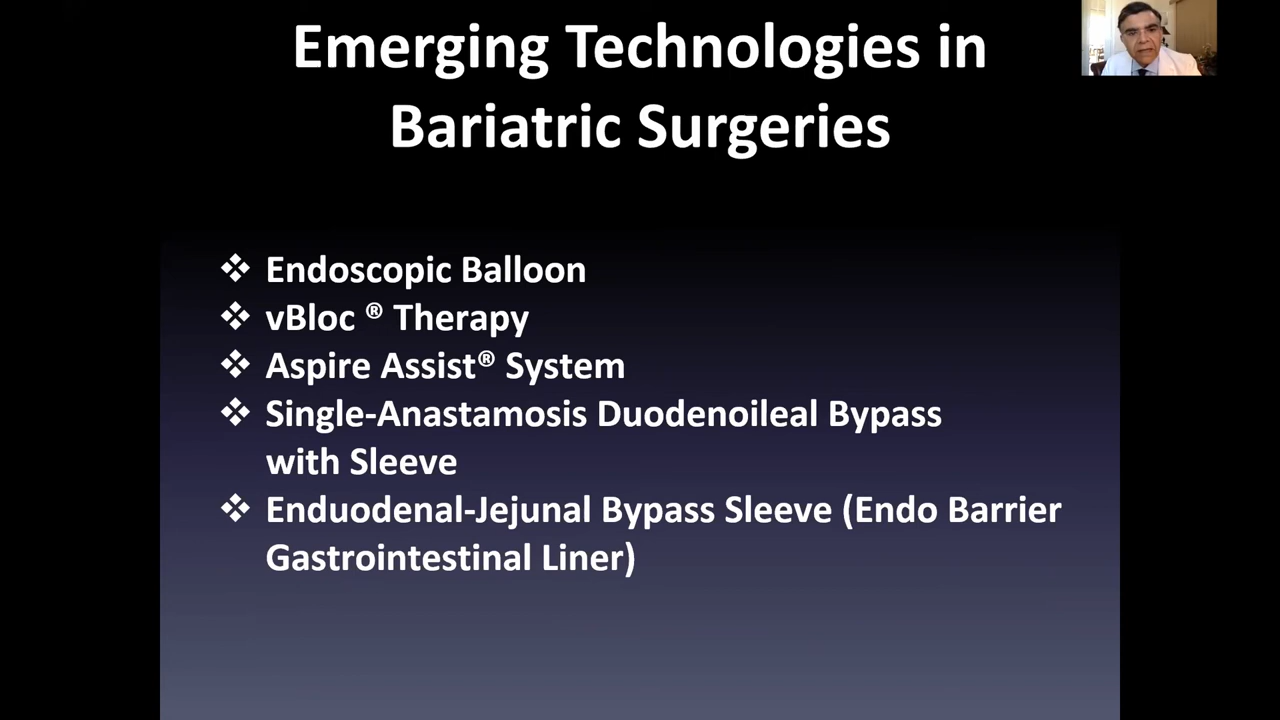 Emerging Technologies in
Bariatric Surgeries
❖ Endoscopic Balloon
❖ vBloc ® Therapy
❖ Aspire Assist® System
❖ Single-Anastamosis Duodenoileal Bypass
with Sleeve
❖ Enduodenal-Jejunal Bypass Sleeve (Endo Barrier
Gastrointestinal Liner)